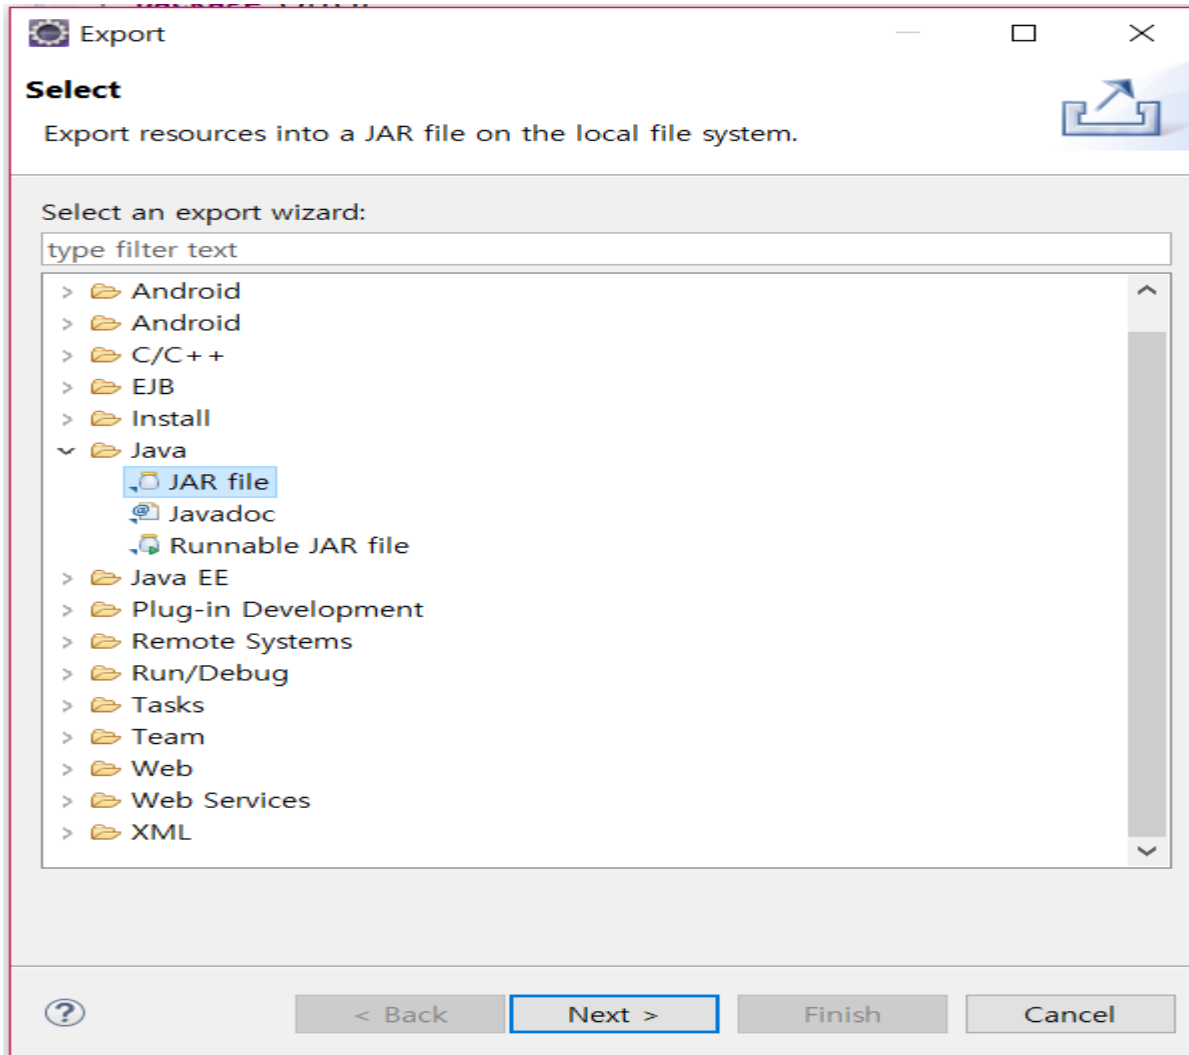 Export
Select
Export resources into a JAR file on the local file system.
Select an export wizard:
type filter text
Android
Android
C/C++
EJB
Install
Java
JAR file
Javadoc
Runnable JAR file
Java EE
Plug-in Development
Remote Systems
Run/Debug
Tasks
Team
Web
Web Services
XML
? < Back Next > Finish Cancel